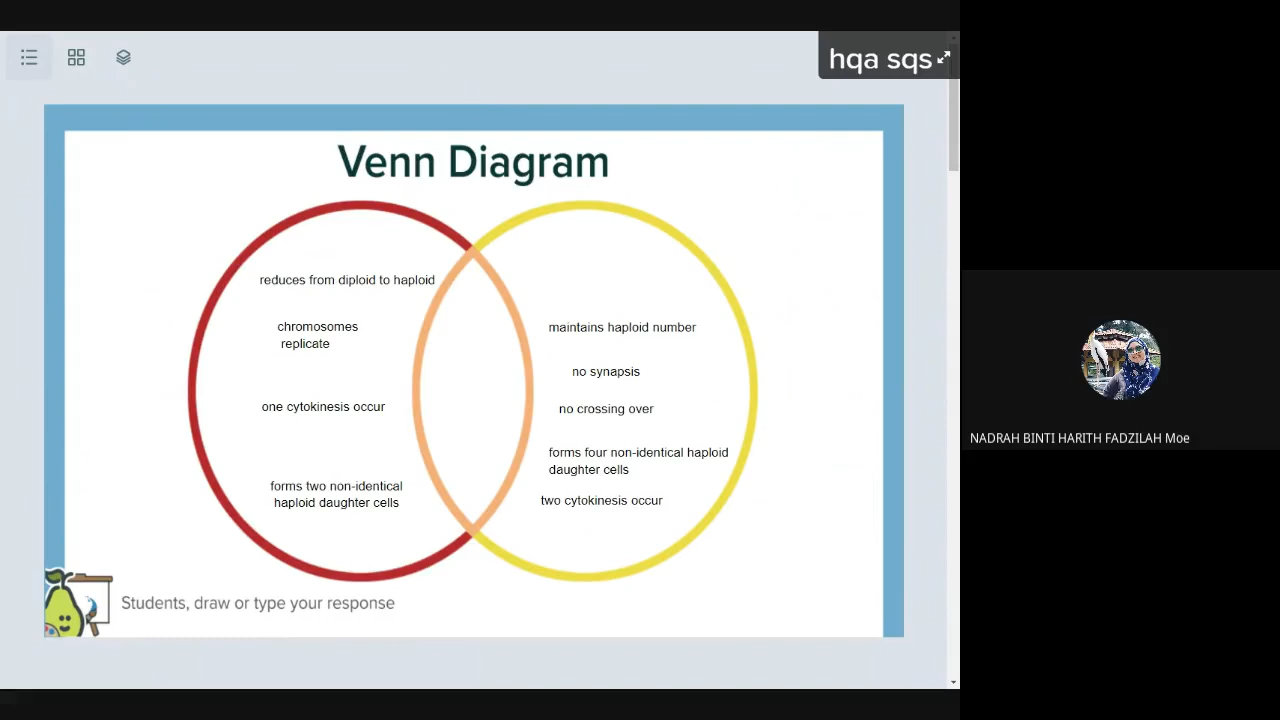 hqa sqs
Venn Diagram
reduces from diploid to haploid
chromosomes
replicate
one cytokinesis occur
forms two non-identical
haploid daughter cells
maintains haploid number
no synapsis
no crossing over
forms four non-identical haploid
daughter cells
two cytokinesis occur
Students, draw or type your response
NADRAH BINTI HARITH FADZILAH Moe